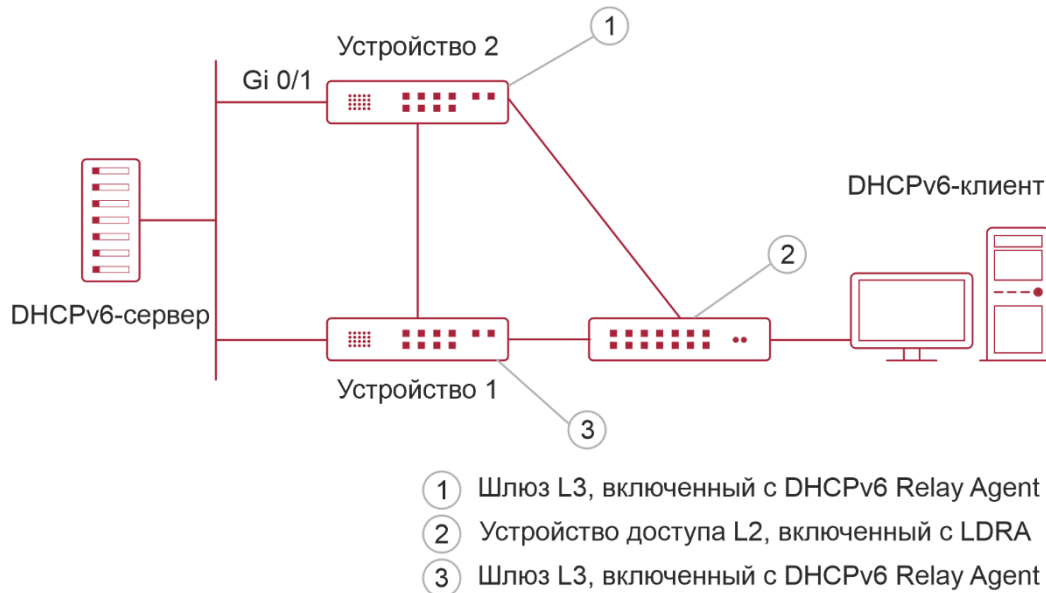 1
Устройство 2
Gi 0/1
DHCPv6-клиент
2
DHCPv6-сервер
Устройство 1
3
1 Шлюз L3, включенный с DHCPv6 Relay Agent
2 Устройство доступа L2, включенный с LDRA
3 Шлюз L3, включенный с DHCPv6 Relay Agent